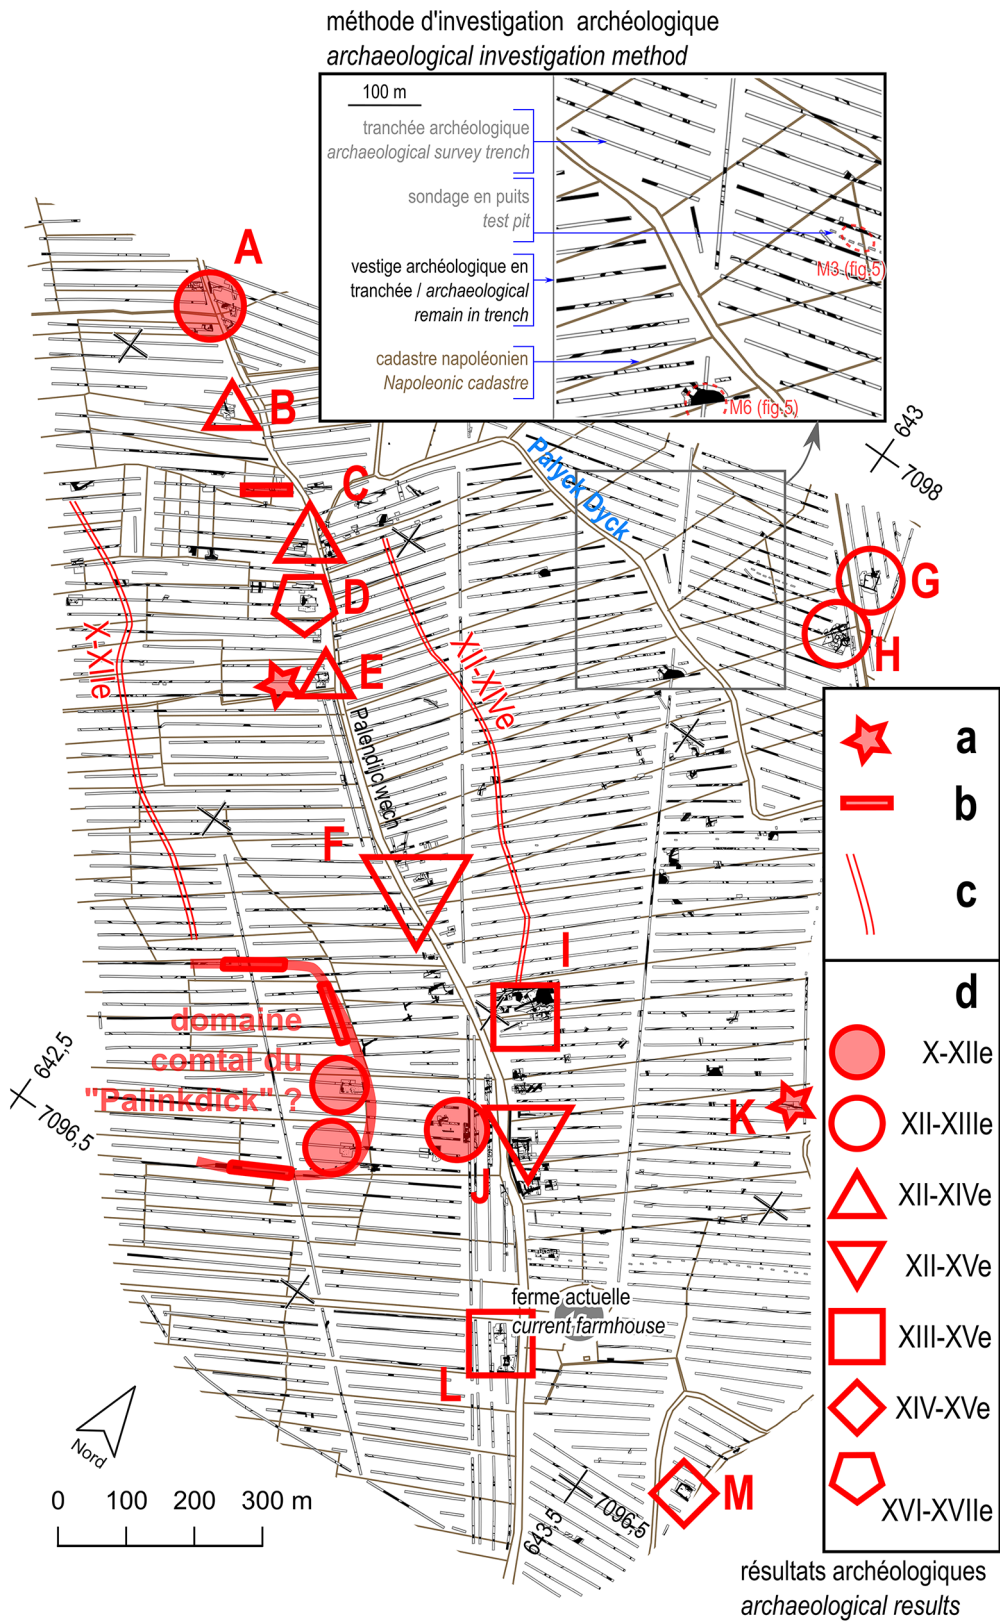 méthode d'investigation archéologique
archaeological investigation method
100 m
tranchée archéologique
archaeological survey trench
sondage en puits
test pit
vestige archéologique en
tranchée / archaeological
remain in trench
cadastre napoléonien
Napoleonic cadastre
M3 (fig.5)
M6 (fig.5)
A
B
C
D
E
F
G
H
I
J
K
L
M
643
7098
Palyck Dyck
X-XIIe
XII-XIVe
Palendijc wech
domaine
comtal du
"Palinkdick" ?
642,5
7096,5
ferme actuelle
current farmhouse
643,5
7096,5
Nord
0 100 200 300 m
a
b
c
d
X-XIIe
XII-XIIIe
XII-XIVe
XII-XVe
XIII-XVe
XIV-XVe
XVI-XVIIe
résultats archéologiques
archaeological results